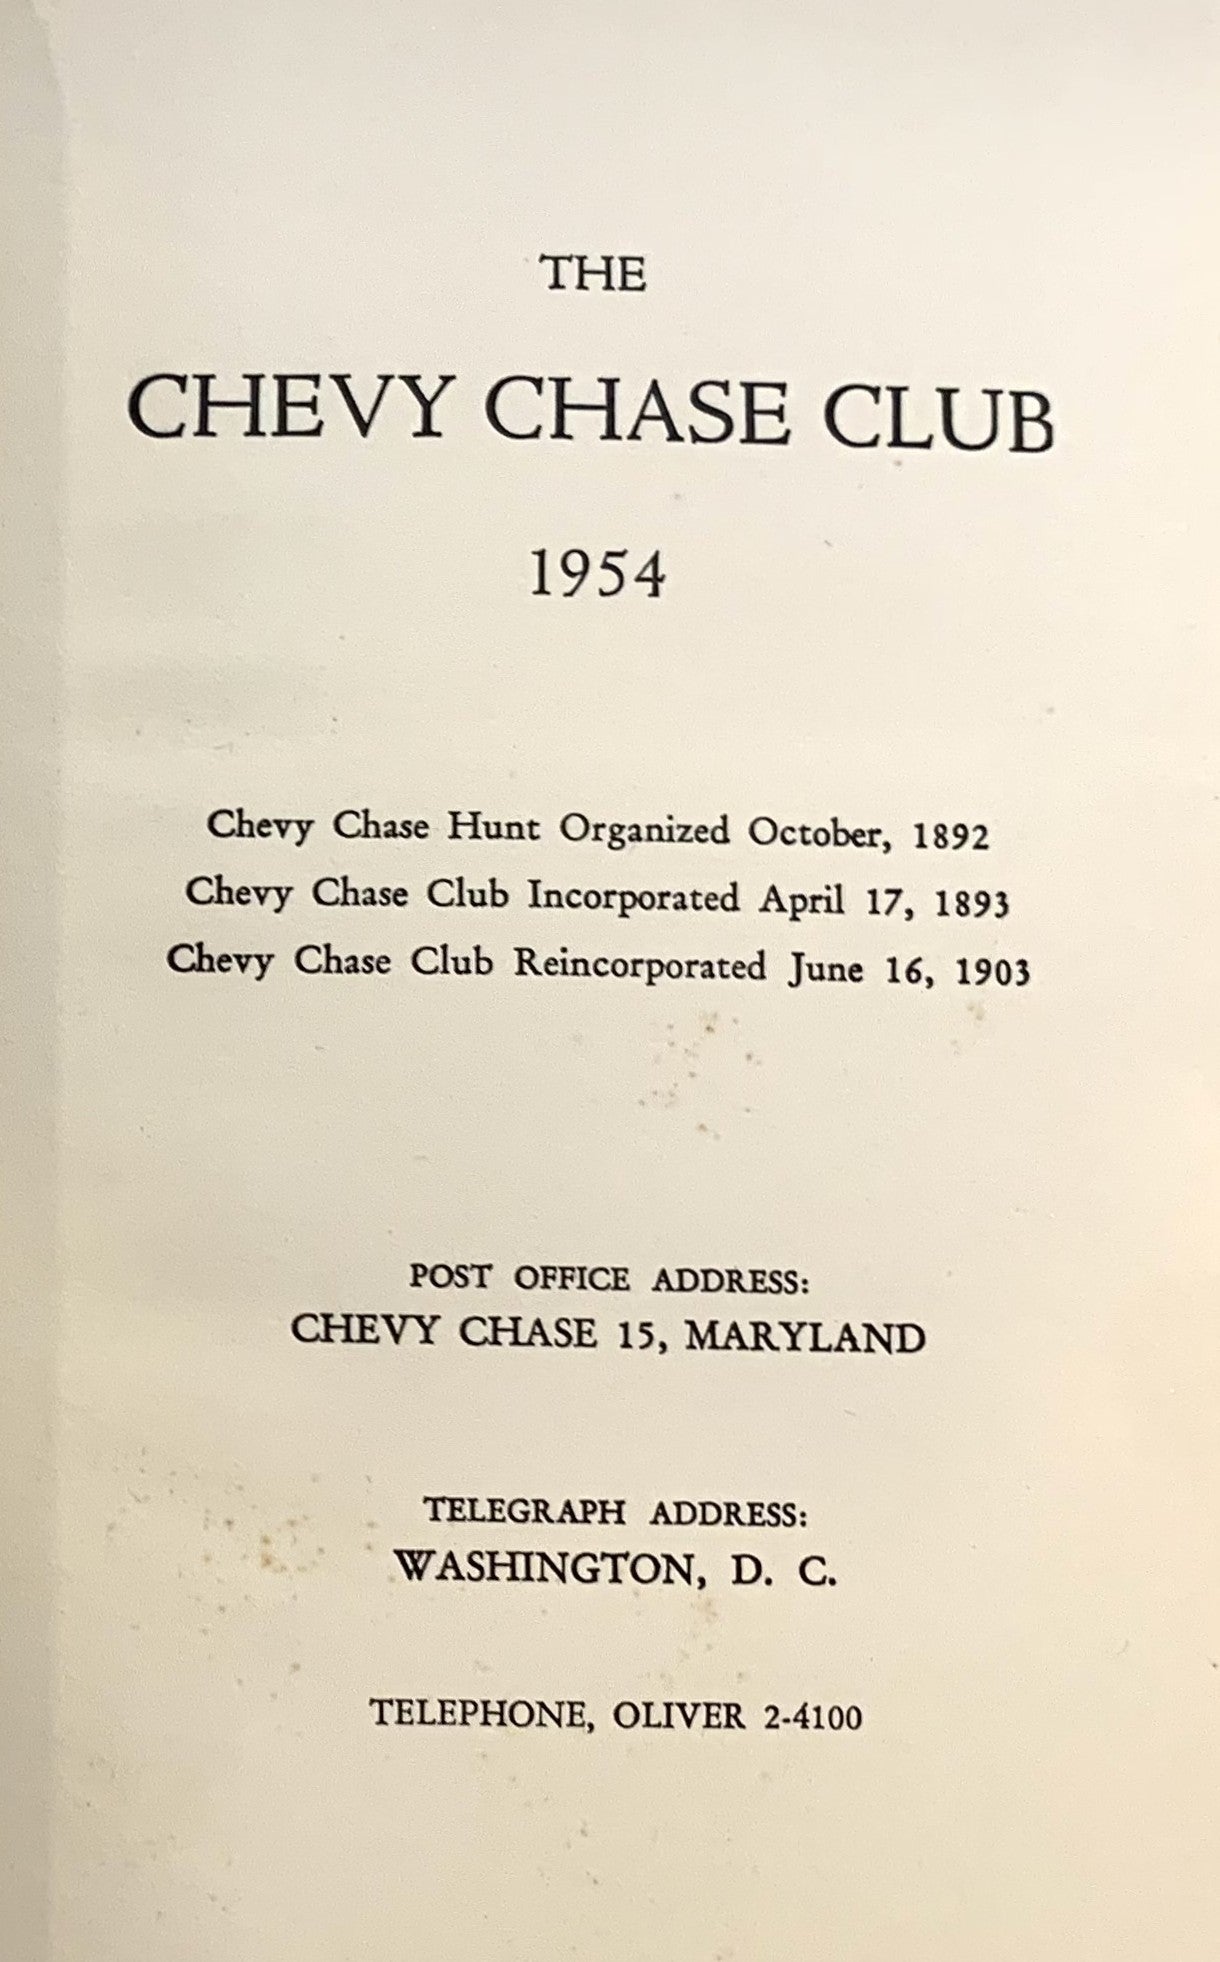 THE
CHEVY CHASE CLUB
1954
Chevy Chase Hunt Organized October, 1892
Chevy Chase Club Incorporated April 17, 1893
Chevy Chase Club Reincorporated June 16, 1903
POST OFFICE ADDRESS:
CHEVY CHASE 15, MARYLAND
TELEGRAPH ADDRESS:
WASHINGTON, D. C.
TELEPHONE, OLIVER 2-4100